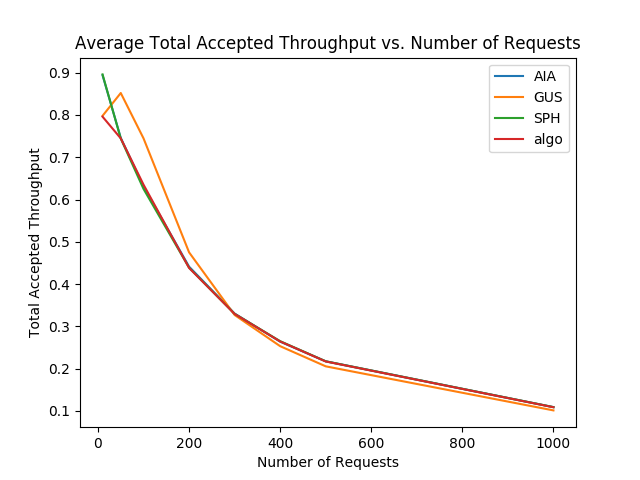 Average Total Accepted Throughput vs. Number of Requests
AIA
GUS
SPH
algo
Total Accepted Throughput
0.9
0.8
0.7
0.6
0.5
0.4
0.3
0.2
0.1
0 200 400 600 800 1000
Number of Requests